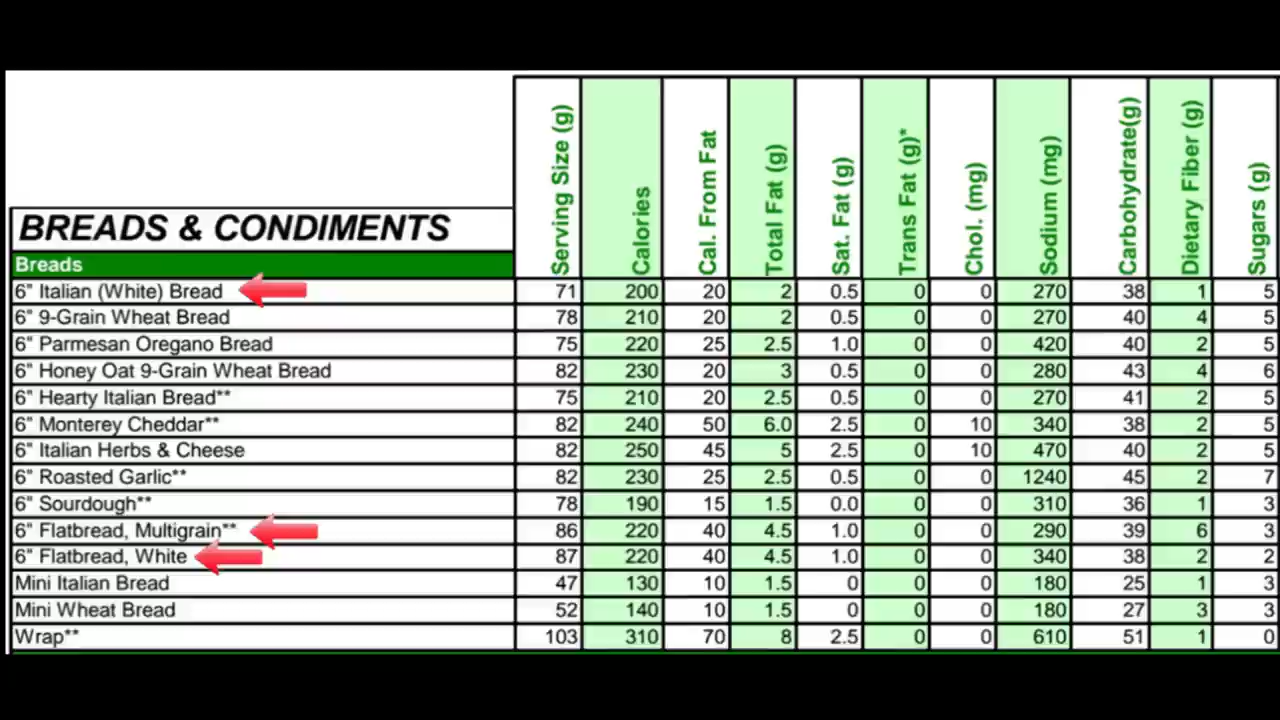 Serving Size (g) Calories Cal. From Fat Total Fat (g) Sat. Fat (g) Trans Fat (g)* Chol. (mg) Sodium (mg) Carbohydrate(g) Dietary Fiber (g) Sugars (g)
BREADS & CONDIMENTS
Breads
6" Italian (White) Bread 71 200 20 2 0.5 0 0 270 38 1 5
6" 9-Grain Wheat Bread 78 210 20 2 0.5 0 0 270 40 4 5
6" Parmesan Oregano Bread 75 220 25 2.5 1.0 0 0 420 40 2 5
6" Honey Oat 9-Grain Wheat Bread 82 230 20 3 0.5 0 0 280 43 4 6
6" Hearty Italian Bread** 75 210 20 2.5 0.5 0 0 270 41 2 5
6" Monterey Cheddar** 82 240 50 6.0 2.5 0 10 340 38 2 5
6" Italian Herbs & Cheese 82 250 45 5 2.5 0 10 470 40 2 5
6" Roasted Garlic** 82 230 25 2.5 0.5 0 0 1240 45 2 7
6" Sourdough** 78 190 15 1.5 0.0 0 0 310 36 1 3
6" Flatbread, Multigrain** 86 220 40 4.5 1.0 0 0 290 39 6 3
6" Flatbread, White 87 220 40 4.5 1.0 0 0 340 38 2 2
Mini Italian Bread 47 130 10 1.5 0 0 0 180 25 1 3
Mini Wheat Bread 52 140 10 1.5 0 0 0 180 27 3 3
Wrap** 103 310 70 8 2.5 0 0 610 51 1 0